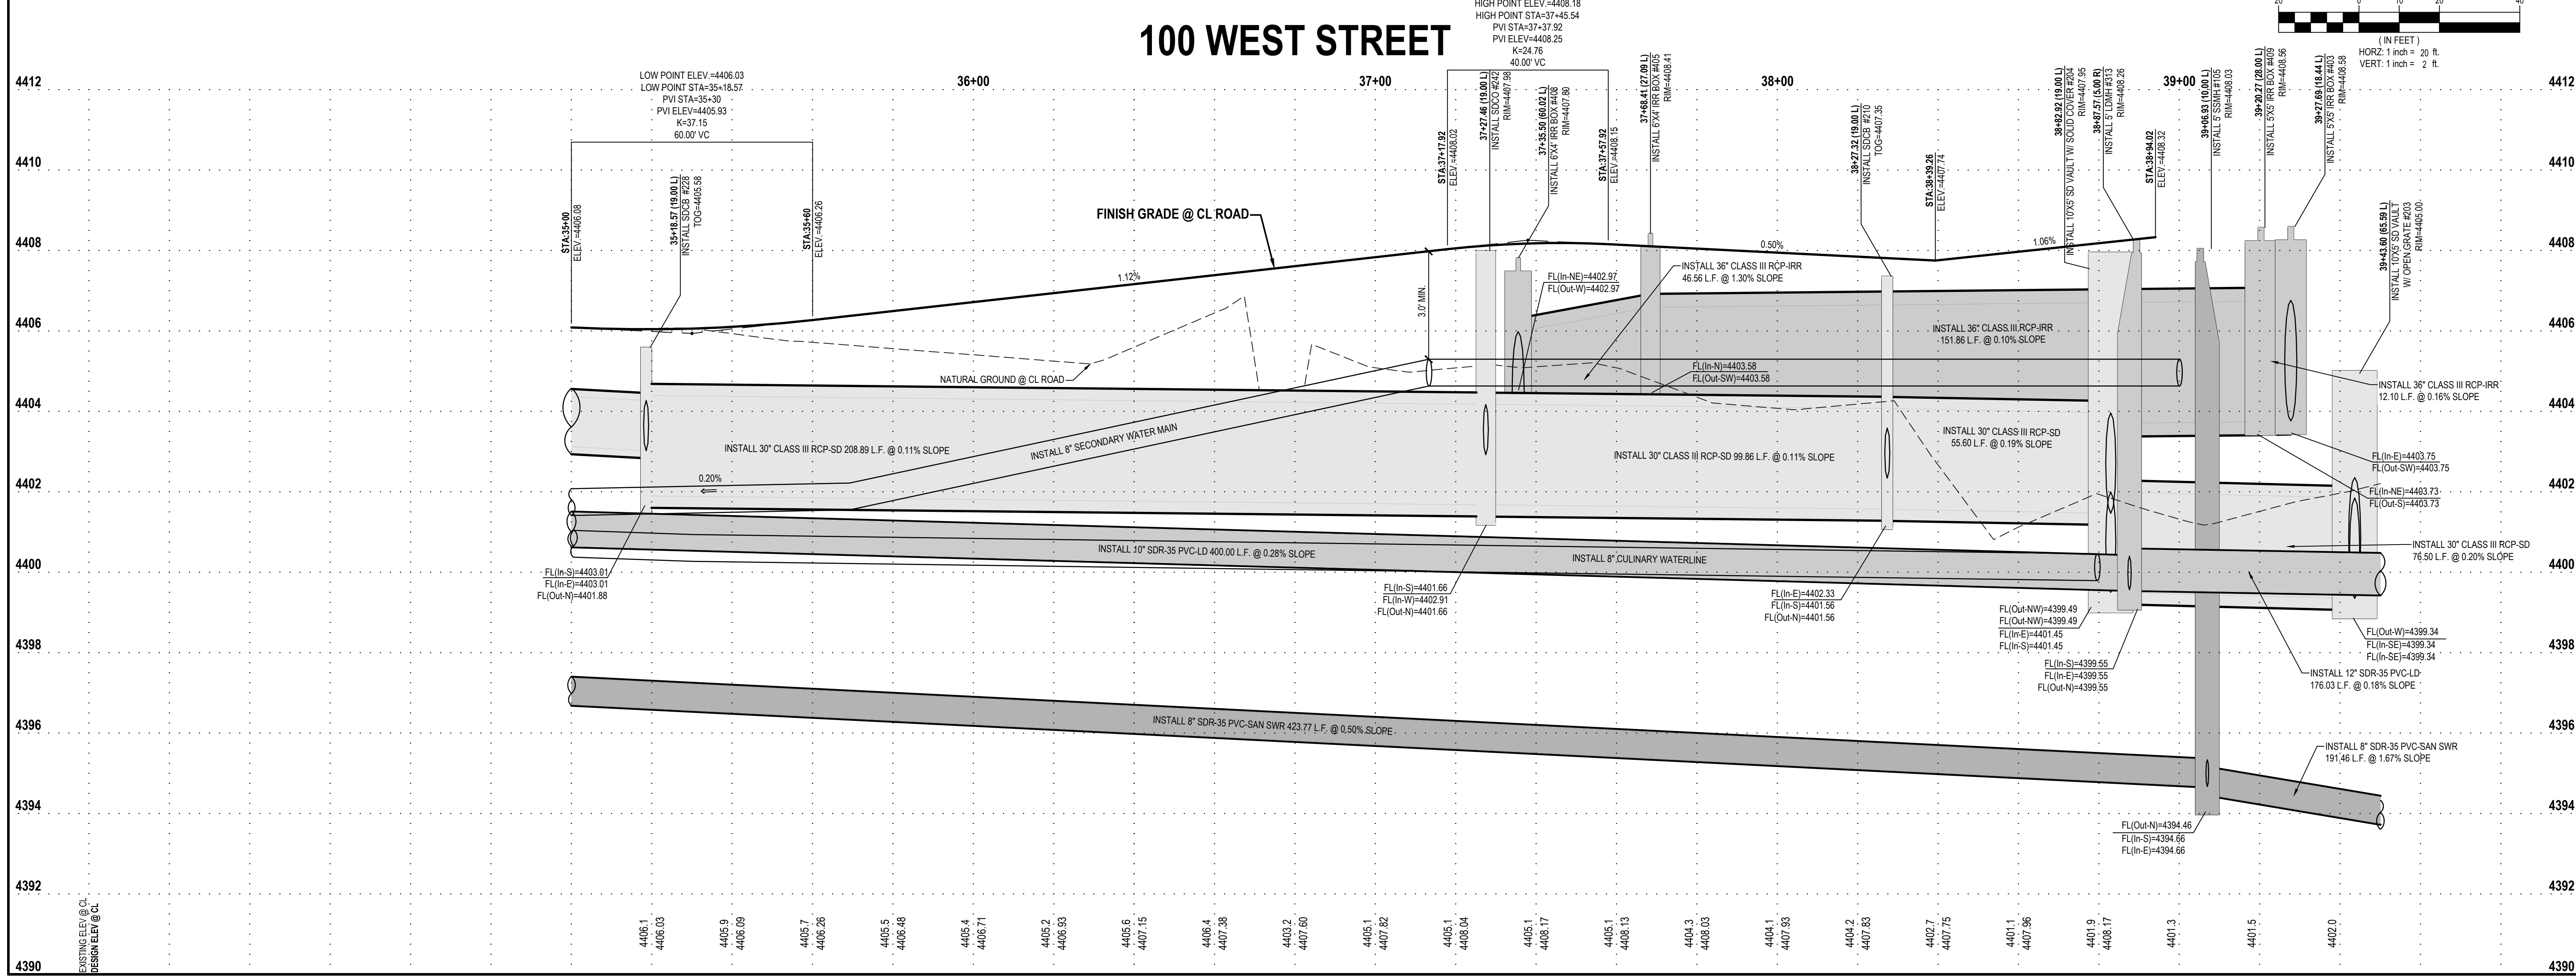 100 WEST STREET
HIGH POINT ELEV.=4408.18
HIGH POINT STA=37+45.54
PVI STA=37+37.92
PVI ELEV=4408.25
K=24.76
40.00' VC
20
0
10
20
40
( IN FEET )
HORZ: 1 inch = 20 ft.
VERT: 1 inch = 2 ft.
LOW POINT ELEV.=4406.03
LOW POINT STA=35+18.57
PVI STA=35+30
PVI ELEV=4405.93
K=37.15
60.00' VC
36+00
37+00
38+00
39+00
4412
4410
4408
4406
4404
4402
4400
4398
4396
4394
4392
4390
4412
4410
4408
4406
4404
4402
4400
4398
4396
4394
4392
4390
STA:35+00
ELEV.=4406.08
35+18.57 (19.00 L)
INSTALL SDCB #228
TOG=4405.58
STA:35+60
ELEV.=4406.26
STA:37+17.92
ELEV.=4408.02
37+27.46 (19.00 L)
INSTALL SDCO #242
RIM=4407.98
37+35.50 (60.02 L)
INSTALL 6'X4' IRR BOX #408
RIM=4407.80
STA:37+57.92
ELEV.=4408.15
37+68.41 (27.09 L)
INSTALL 6'X4' IRR BOX #405
RIM=4408.41
38+27.32 (19.00 L)
INSTALL SDCB #210
TOG=4407.35
STA:38+39.26
ELEV.=4407.74
38+82.92 (19.00 L)
INSTALL 10'X5' SD VAULT W/ SOLID COVER #204
RIM=4407.95
38+87.57 (5.00 R)
INSTALL 5' LDMH #313
RIM=4408.26
STA:38+94.02
ELEV.=4408.32
39+06.93 (10.00 L)
INSTALL 5' SSMH #105
RIM=4408.03
39+20.27 (28.00 L)
INSTALL 5'X5' IRR BOX #409
RIM=4408.56
39+27.69 (18.44 L)
INSTALL 5'X5' IRR BOX #403
RIM=4408.58
39+43.60 (65.59 L)
INSTALL 10'X5' SD VAULT
W/ OPEN GRATE #203
RIM=4405.00
FINISH GRADE @ CL ROAD
1.12%
0.50%
1.06%
3.0' MIN.
NATURAL GROUND @ CL ROAD
FL(In-NE)=4402.97
FL(Out-W)=4402.97
INSTALL 36" CLASS III RCP-IRR
46.56 L.F. @ 1.30% SLOPE
INSTALL 36" CLASS III RCP-IRR
151.86 L.F. @ 0.10% SLOPE
FL(In-N)=4403.58
FL(Out-SW)=4403.58
INSTALL 36" CLASS III RCP-IRR
12.10 L.F. @ 0.16% SLOPE
INSTALL 30" CLASS III RCP-SD 208.89 L.F. @ 0.11% SLOPE
INSTALL 8" SECONDARY WATER MAIN
INSTALL 30" CLASS III RCP-SD 99.86 L.F. @ 0.11% SLOPE
INSTALL 30" CLASS III RCP-SD
55.60 L.F. @ 0.19% SLOPE
FL(In-E)=4403.75
FL(Out-SW)=4403.75
0.20%
FL(In-NE)=4403.73
FL(Out-S)=4403.73
INSTALL 10" SDR-35 PVC-LD 400.00 L.F. @ 0.28% SLOPE
INSTALL 8" CULINARY WATERLINE
INSTALL 30" CLASS III RCP-SD
76.50 L.F. @ 0.20% SLOPE
FL(In-S)=4403.01
FL(In-E)=4403.01
FL(Out-N)=4401.88
FL(In-S)=4401.66
FL(In-W)=4402.91
FL(Out-N)=4401.66
FL(In-E)=4402.33
FL(In-S)=4401.56
FL(Out-N)=4401.56
FL(Out-NW)=4399.49
FL(Out-NW)=4399.49
FL(In-E)=4401.45
FL(In-S)=4401.45
FL(In-S)=4399.55
FL(In-E)=4399.55
FL(Out-N)=4399.55
FL(Out-W)=4399.34
FL(In-SE)=4399.34
FL(In-SE)=4399.34
INSTALL 12" SDR-35 PVC-LD
176.03 L.F. @ 0.18% SLOPE
INSTALL 8" SDR-35 PVC-SAN SWR 423.77 L.F. @ 0.50% SLOPE
INSTALL 8" SDR-35 PVC-SAN SWR
191.46 L.F. @ 1.67% SLOPE
FL(Out-N)=4394.46
FL(In-S)=4394.66
FL(In-E)=4394.66
EXISTING ELEV @ CL
DESIGN ELEV @ CL
4406.1
4406.03
4405.9
4406.09
4405.7
4406.26
4405.5
4406.48
4405.4
4406.71
4405.2
4406.93
4405.6
4407.15
4406.4
4407.38
4403.2
4407.60
4405.1
4407.82
4405.1
4408.04
4405.1
4408.17
4405.1
4408.13
4404.3
4408.03
4404.1
4407.93
4404.2
4407.83
4402.7
4407.75
4401.1
4407.96
4401.9
4408.17
4401.3
4401.5
4402.0